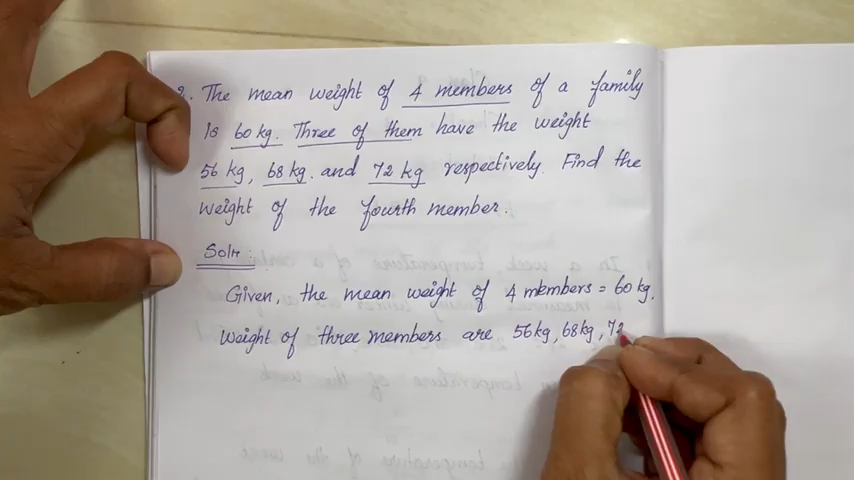 2. The mean weight of 4 members of a family
is 60 kg. Three of them have the weight
56 kg, 68 kg. and 72 kg respectively. Find the
weight of the fourth member.
Soln:
Given, the mean weight of 4 members = 60 kg.
Weight of three members are 56 kg, 68 kg, 72